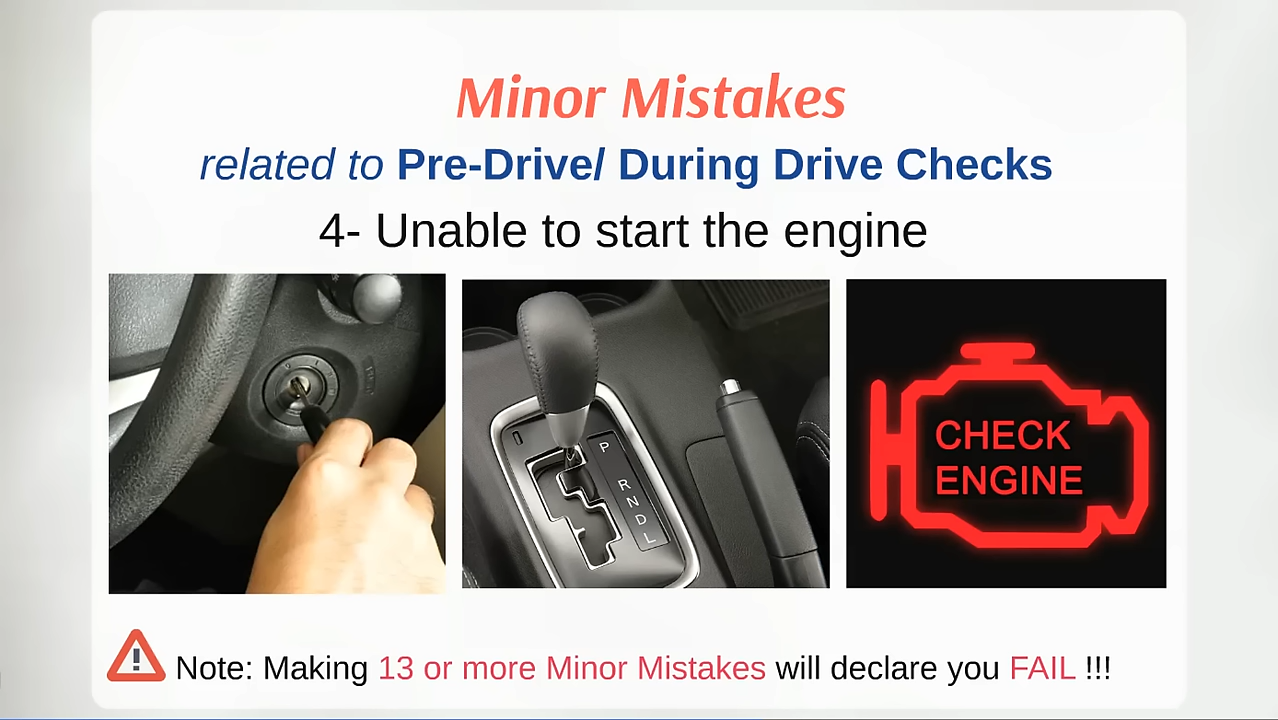 Minor Mistakes
related to Pre-Drive/ During Drive Checks
4- Unable to start the engine
P
R
N
D
L
CHECK
ENGINE
Note: Making 13 or more Minor Mistakes will declare you FAIL !!!